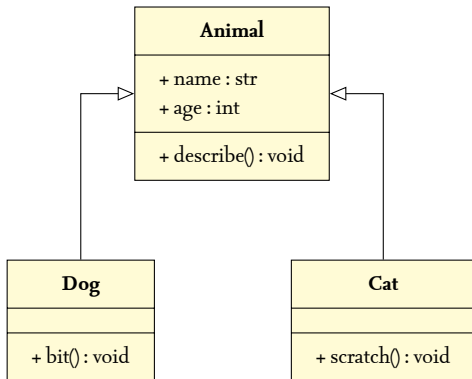 Animal
+ name : str
+ age : int
+ describe() : void
Dog
+ bit() : void
Cat
+ scratch() : void